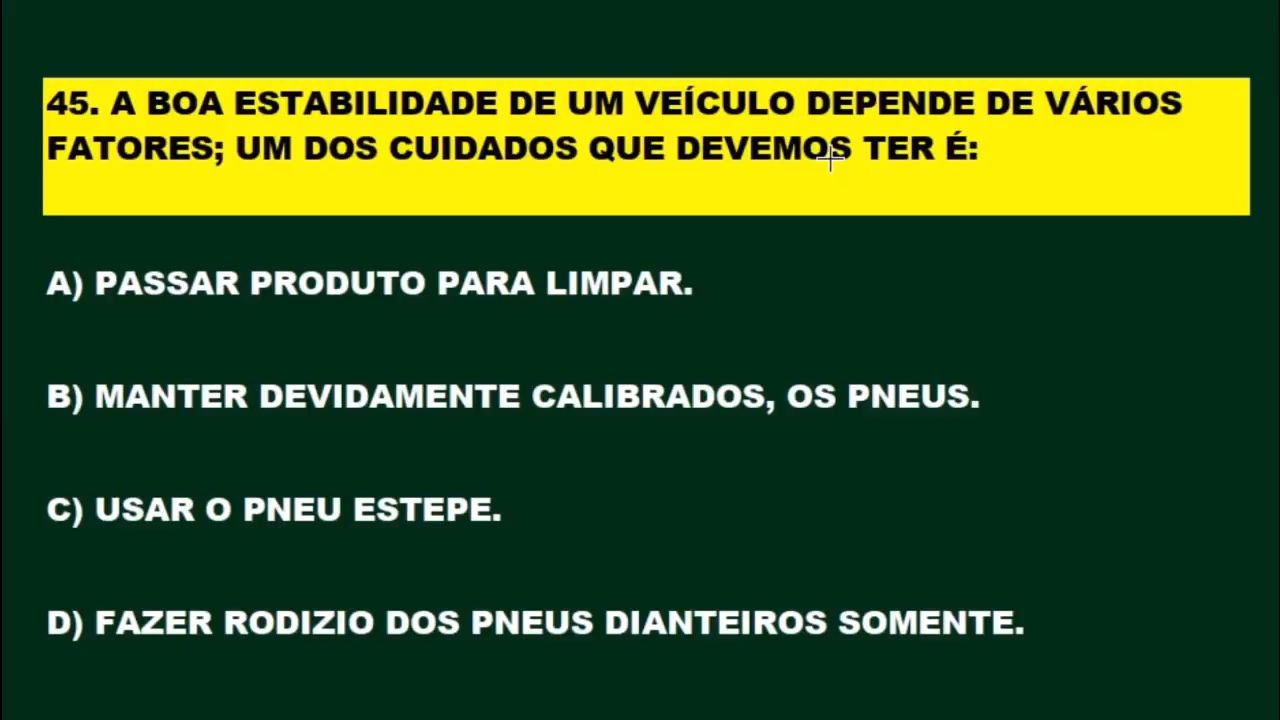 45. A BOA ESTABILIDADE DE UM VEÍCULO DEPENDE DE VÁRIOS
FATORES; UM DOS CUIDADOS QUE DEVEMOS TER É:
A) PASSAR PRODUTO PARA LIMPAR.
B) MANTER DEVIDAMENTE CALIBRADOS, OS PNEUS.
C) USAR O PNEU ESTEPE.
D) FAZER RODIZIO DOS PNEUS DIANTEIROS SOMENTE.